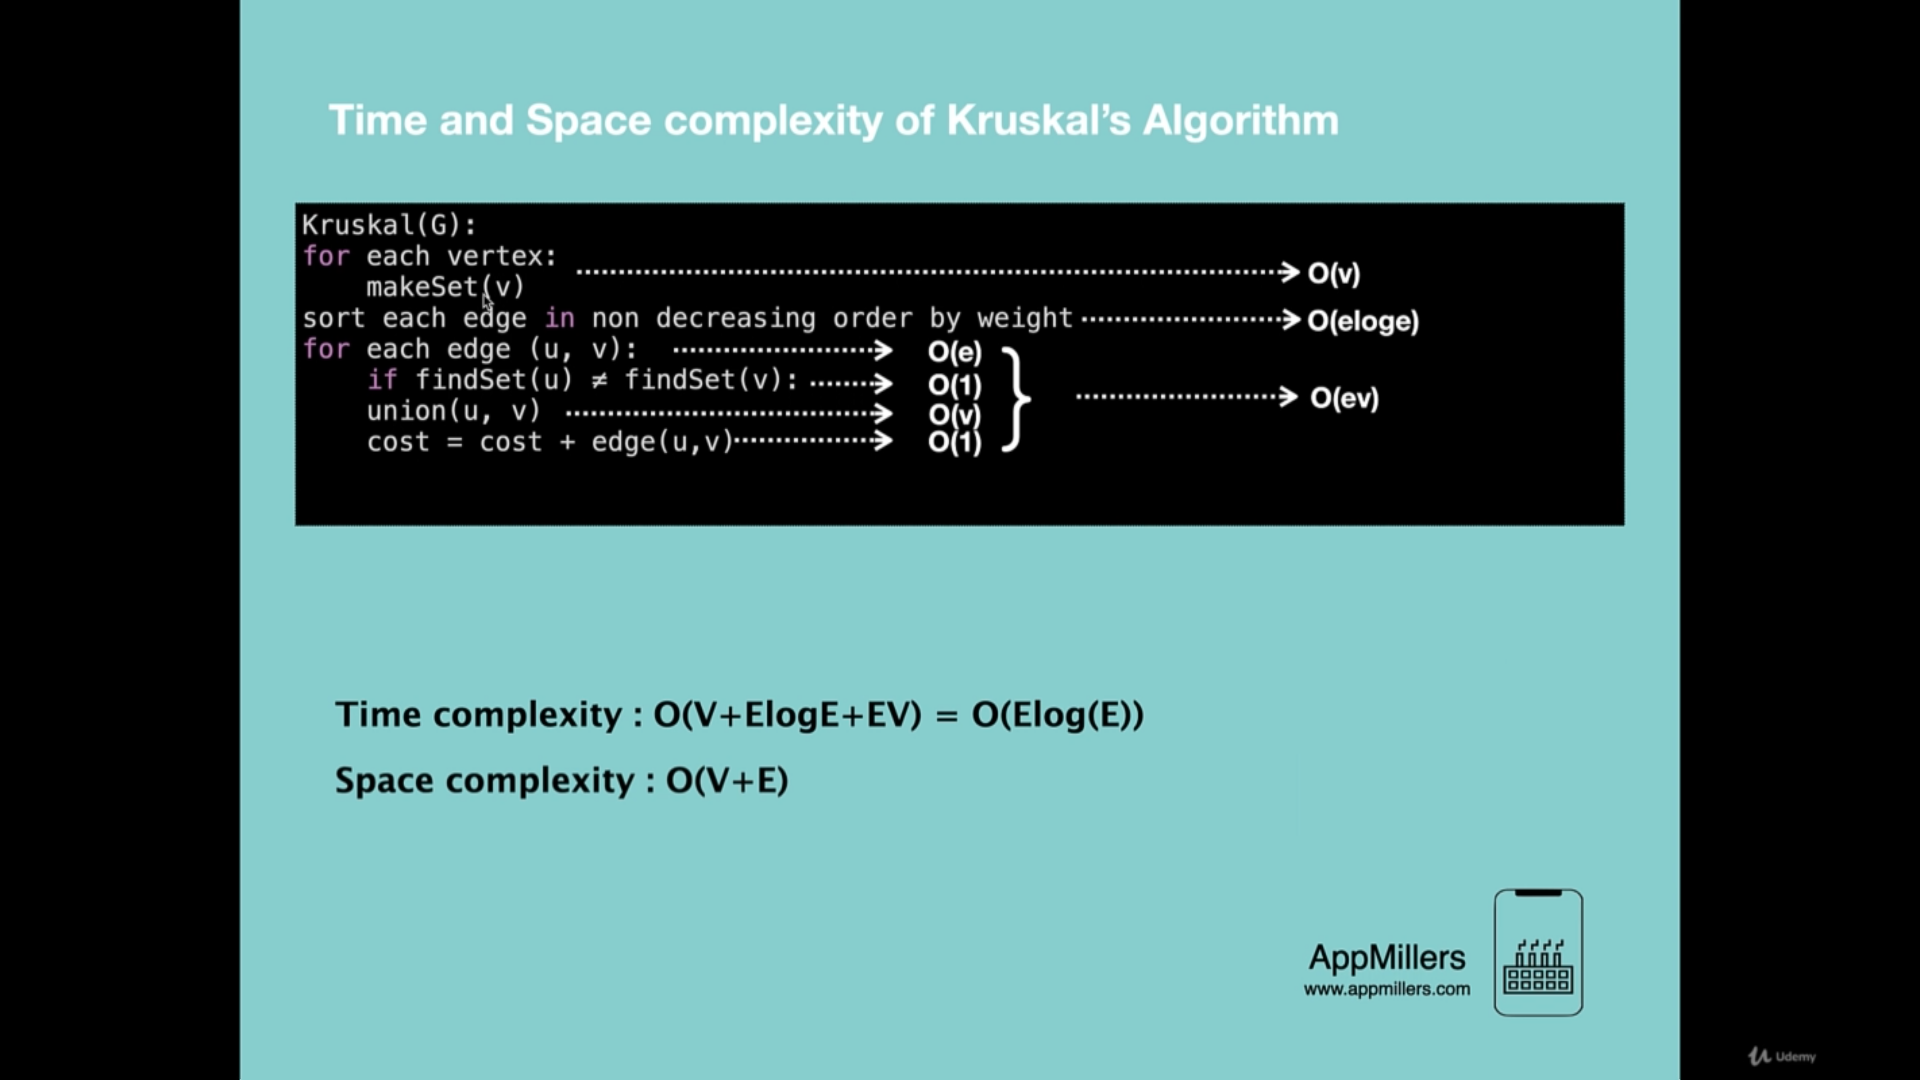 Time and Space complexity of Kruskal’s Algorithm
Kruskal(G):
for each vertex:
makeSet(v)
O(v)
sort each edge in non decreasing order by weight O(eloge)
for each edge (u, v): O(e)
if findSet(u) ≠ findSet(v): O(1)
O(ev)
union(u, v) O(v)
cost = cost + edge(u,v) O(1)
Time complexity : O(V+ElogE+EV) = O(Elog(E))
Space complexity : O(V+E)
AppMillers
www.appmillers.com
Udemy